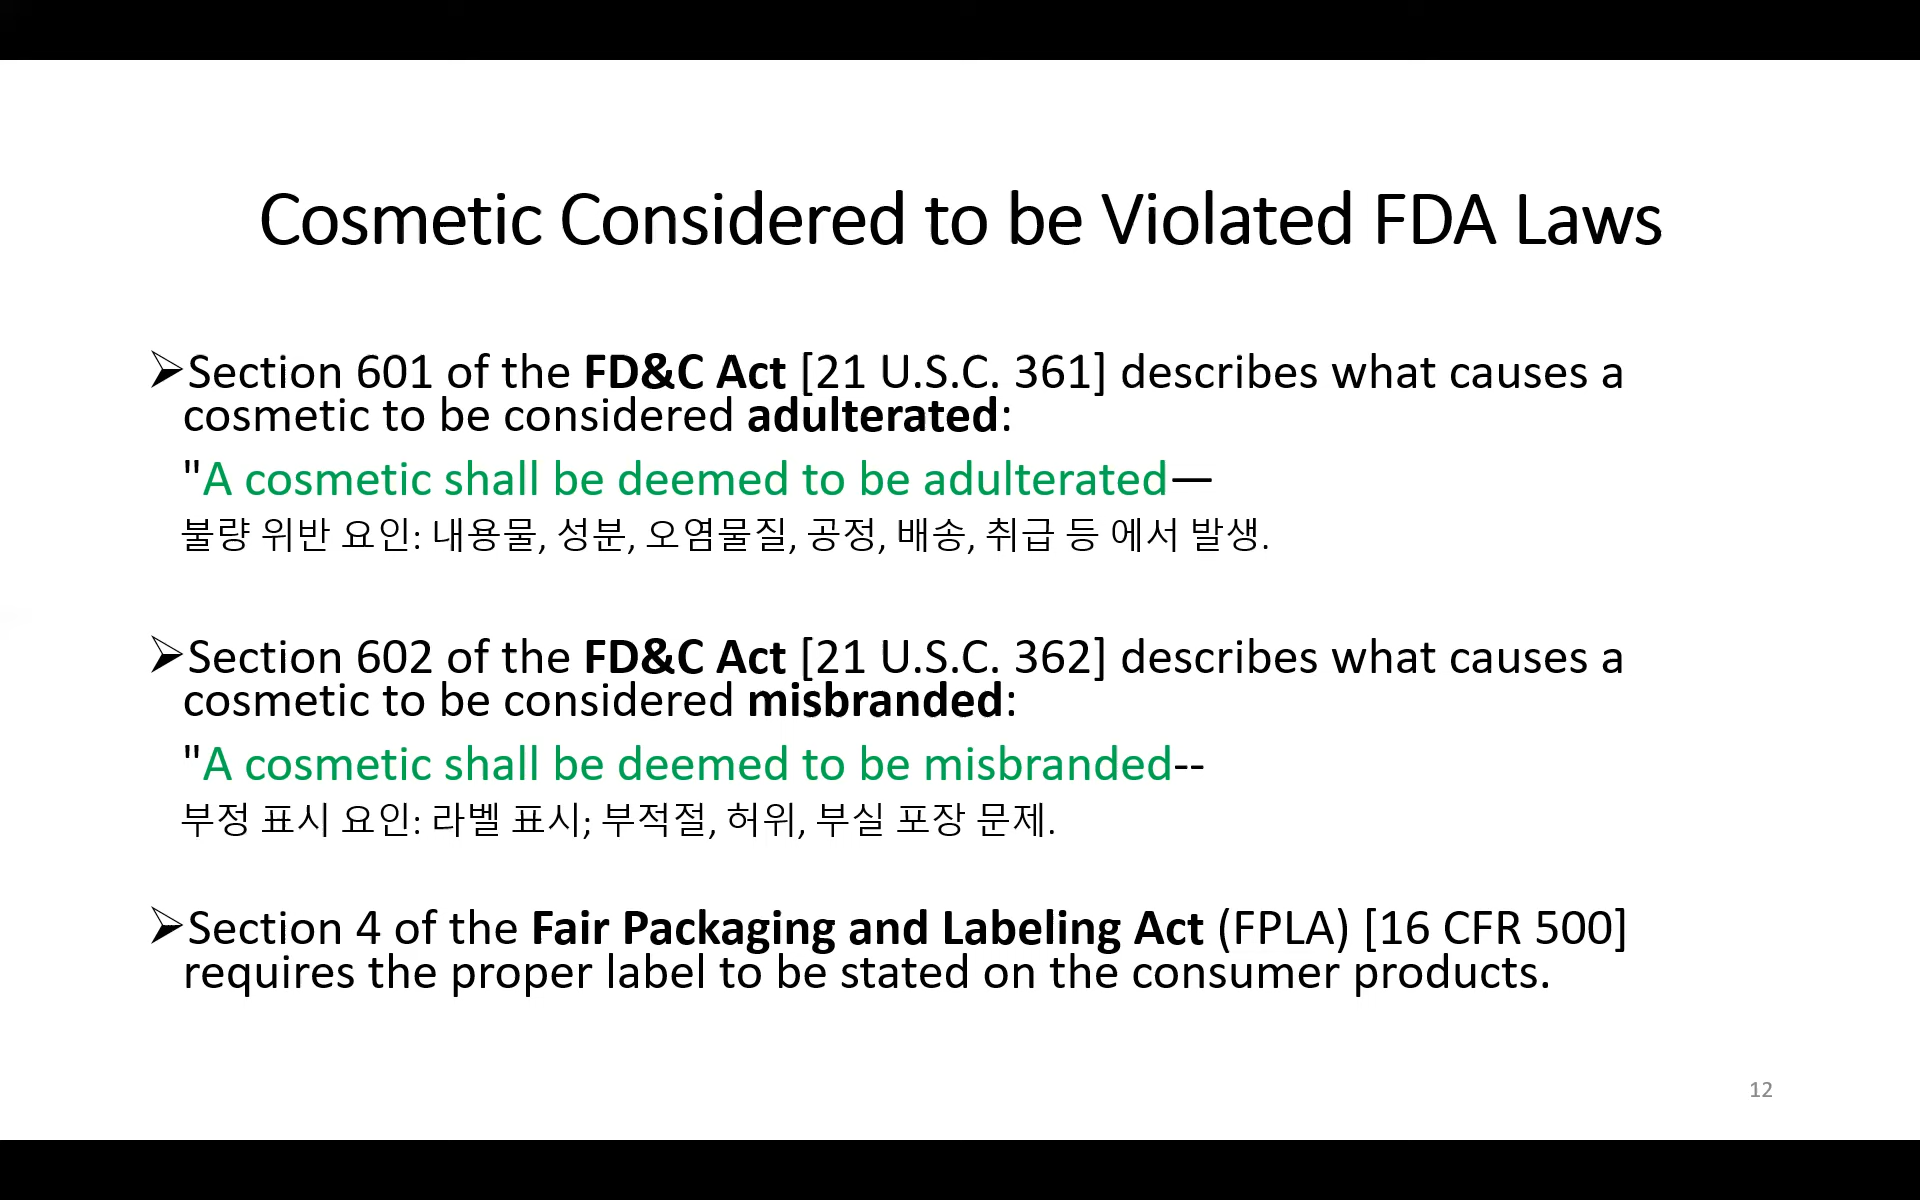 Cosmetic Considered to be Violated FDA Laws
➢Section 601 of the FD&C Act [21 U.S.C. 361] describes what causes a
cosmetic to be considered adulterated:
"A cosmetic shall be deemed to be adulterated—
불량 위반 요인: 내용물, 성분, 오염물질, 공정, 배송, 취급 등 에서 발생.
➢Section 602 of the FD&C Act [21 U.S.C. 362] describes what causes a
cosmetic to be considered misbranded:
"A cosmetic shall be deemed to be misbranded--
부정 표시 요인: 라벨 표시; 부적절, 허위, 부실 포장 문제.
➢Section 4 of the Fair Packaging and Labeling Act (FPLA) [16 CFR 500]
requires the proper label to be stated on the consumer products.
12